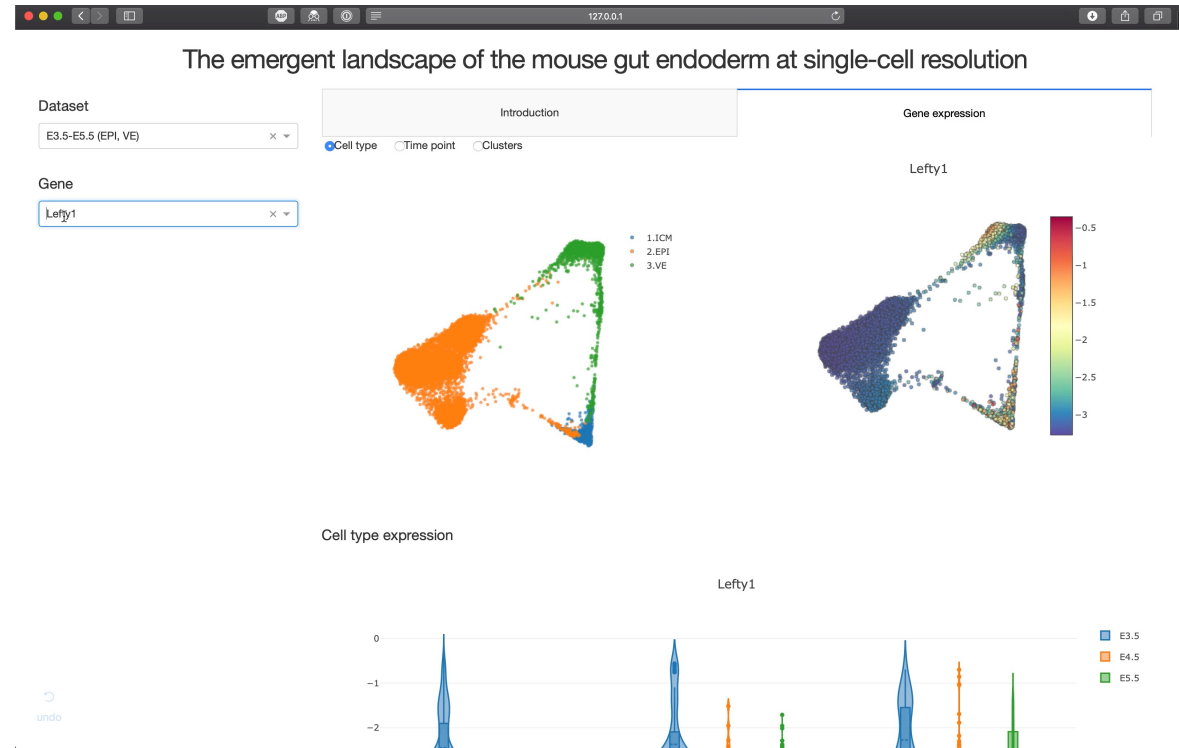 ABP
127.0.0.1
The emergent landscape of the mouse gut endoderm at single-cell resolution
Dataset
E3.5-E5.5 (EPI, VE)
Gene
Lefty1
Introduction
Gene expression
Cell type
Time point
Clusters
1.ICM
2.EPI
3.VE
Lefty1
−0.5
−1
−1.5
−2
−2.5
−3
Cell type expression
Lefty1
0
−1
−2
E3.5
E4.5
E5.5
undo